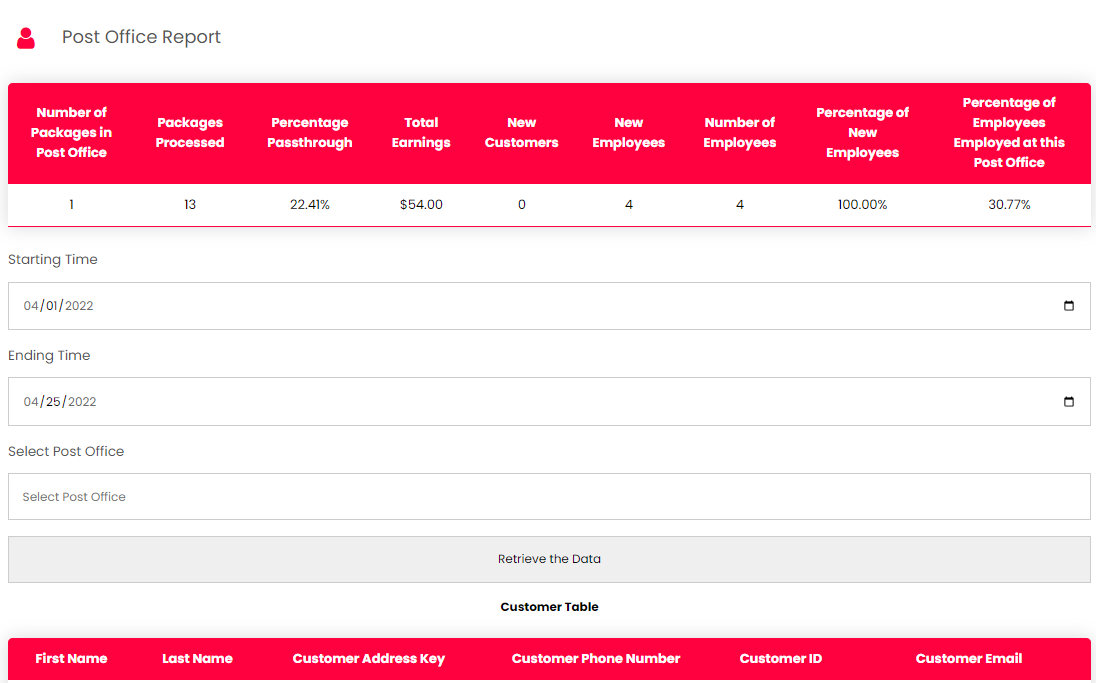 Post Office Report
Number of Packages in Post Office
Packages Processed
Percentage Passthrough
Total Earnings
New Customers
New Employees
Number of Employees
Percentage of New Employees
Percentage of Employees Employed at this Post Office
1 13 22.41% $54.00 0 4 4 100.00% 30.77%
Starting Time
04/01/2022
Ending Time
04/25/2022
Select Post Office
Select Post Office
Retrieve the Data
Customer Table
First Name Last Name Customer Address Key Customer Phone Number Customer ID Customer Email